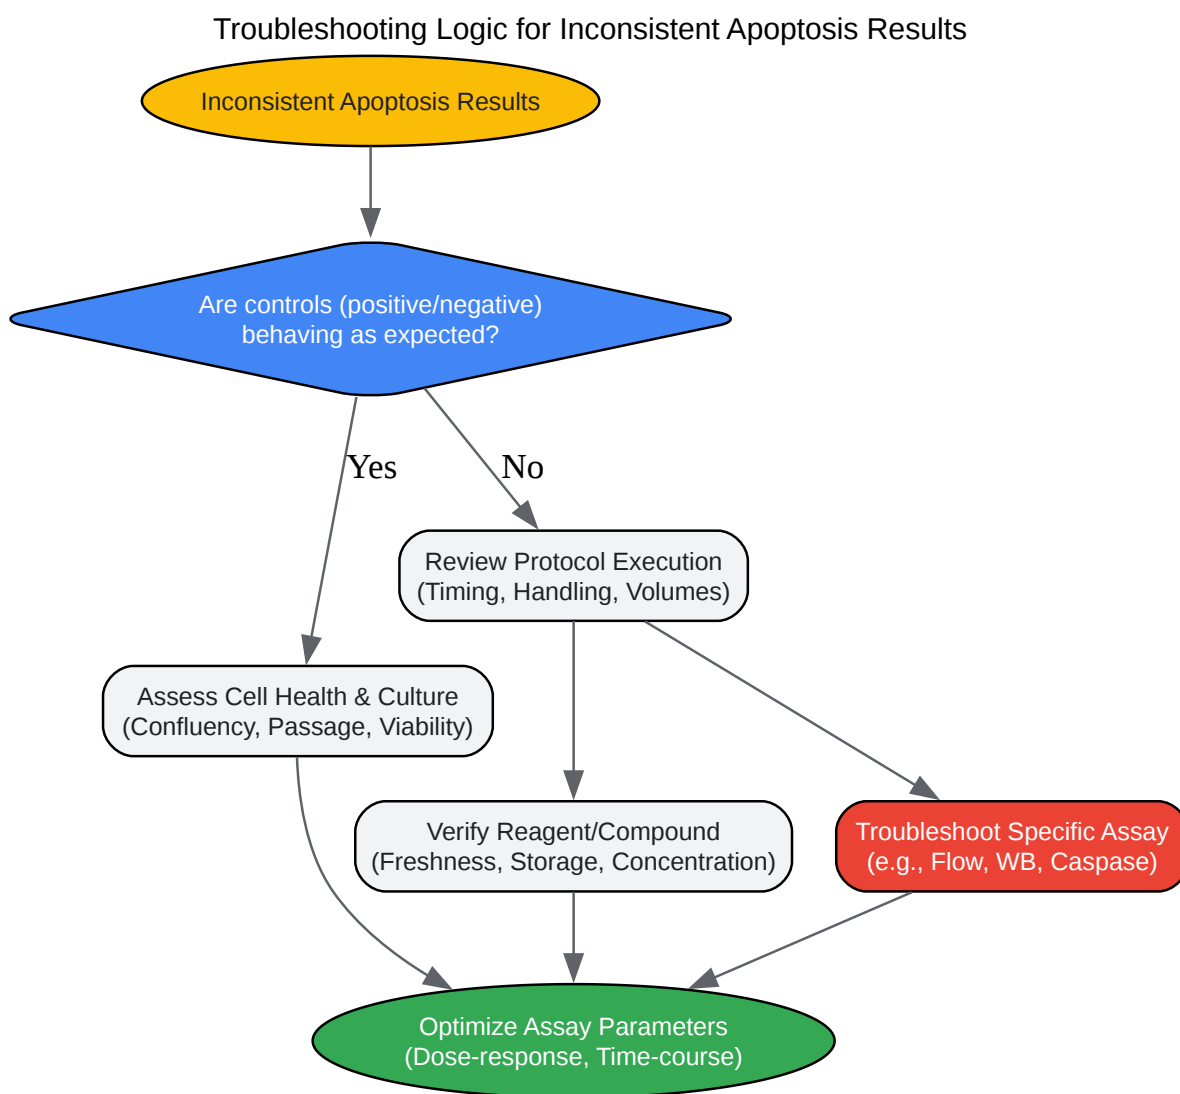 Troubleshooting Logic for Inconsistent Apoptosis Results
Inconsistent Apoptosis Results
Are controls (positive/negative)
behaving as expected?
Yes
No
Review Protocol Execution
(Timing, Handling, Volumes)
Assess Cell Health & Culture
(Confluency, Passage, Viability)
Verify Reagent/Compound
(Freshness, Storage, Concentration)
Troubleshoot Specific Assay
(e.g., Flow, WB, Caspase)
Optimize Assay Parameters
(Dose-response, Time-course)